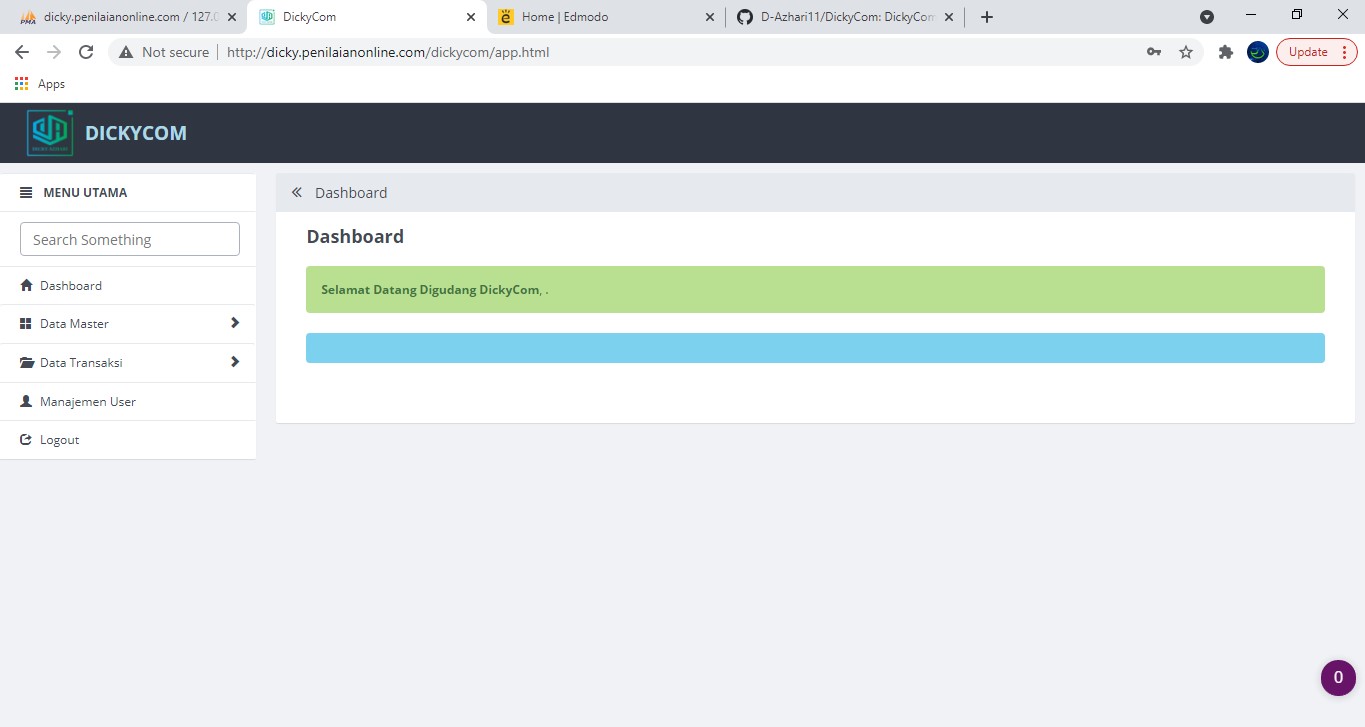 dicky.penilaianonline.com / 127.0
DickyCom
Home | Edmodo
D-Azhari11/DickyCom: DickyCom
Not secure
http://dicky.penilaianonline.com/dickycom/app.html
Update
Apps
DICKYCOM
MENU UTAMA
Dashboard
Search Something
Dashboard
Selamat Datang Digudang DickyCom, .
Dashboard
Data Master
Data Transaksi
Manajemen User
Logout
0